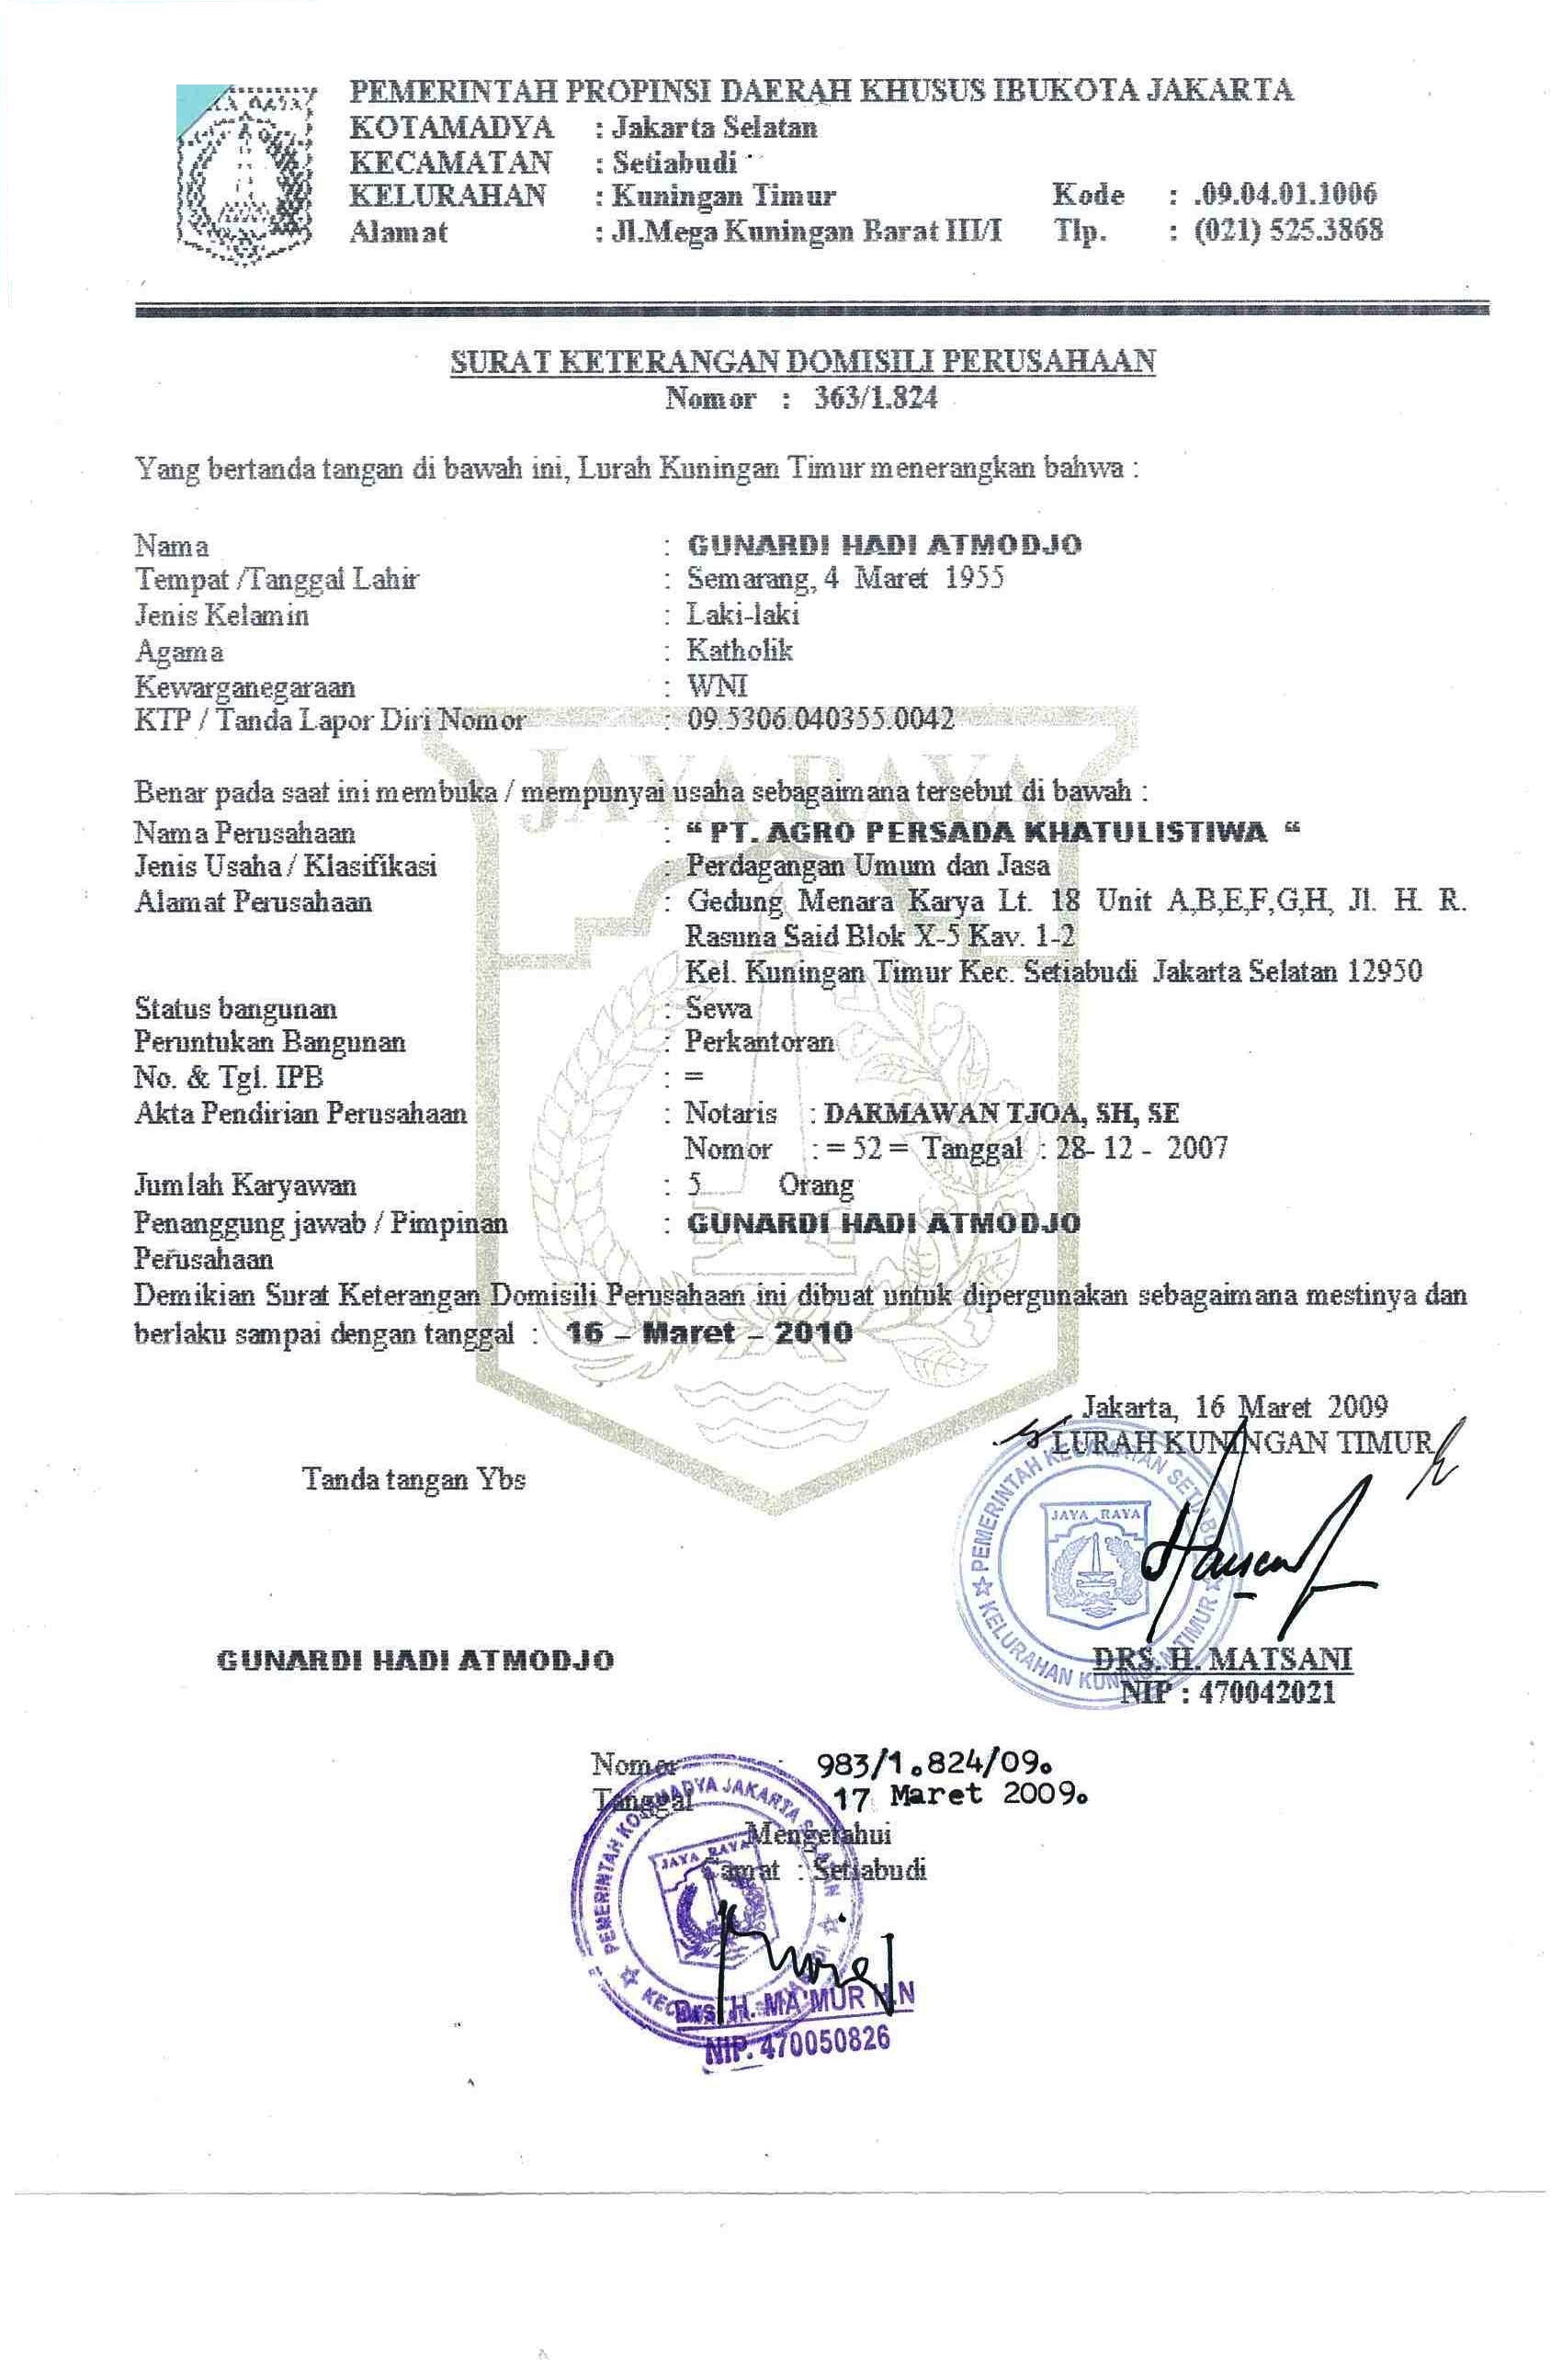 PEMERINTAH PROPINSI DAERAH KHUSUS IBUKOTA JAKARTA
KOTAMADYA : Jakarta Selatan
KECAMATAN : Setiabudi
KELURAHAN : Kuningan Timur Kode : .09.04.01.1006
Alamat : Jl.Mega Kuningan Barat III/I Tlp. : (021) 525.3868
SURAT KETERANGAN DOMISILI PERUSAHAAN
Nomor : 363/1.824
Yang bertanda tangan di bawah ini, Lurah Kuningan Timur menerangkan bahwa :
Nama : GUNARDI HADI ATMODJO
Tempat /Tanggal Lahir : Semarang, 4 Maret 1955
Jenis Kelamin : Laki-laki
Agama : Katholik
Kewarganegaraan : WNI
KTP / Tanda Lapor Diri Nomor : 09.5306.040355.0042
JAYA RAYA
Benar pada saat ini membuka / mempunyai usaha sebagaimana tersebut di bawah :
Nama Perusahaan : “ PT. AGRO PERSADA KHATULISTIWA “
Jenis Usaha / Klasifikasi : Perdagangan Umum dan Jasa
Alamat Perusahaan : Gedung Menara Karya Lt. 18 Unit A,B,E,F,G,H, Jl. H. R.
Rasuna Said Blok X-5 Kav. 1-2
Kel. Kuningan Timur Kec. Setiabudi Jakarta Selatan 12950
Status bangunan : Sewa
Peruntukan Bangunan : Perkantoran
No. & Tgl. IPB : =
Akta Pendirian Perusahaan : Notaris : DARMAWAN TJOA, SH, SE
Nomor : = 52 = Tanggal : 28- 12 - 2007
Jumlah Karyawan : 5 Orang
Penanggung jawab / Pimpinan : GUNARDI HADI ATMODJO
Perusahaan
Demikian Surat Keterangan Domisili Perusahaan ini dibuat untuk dipergunakan sebagaimana mestinya dan
berlaku sampai dengan tanggal : 16 – Maret – 2010
Jakarta, 16 Maret 2009
LURAH KUNINGAN TIMUR
Tanda tangan Ybs
PEMERINTAH KECAMATAN SETIABUDI
JAYA RAYA
KELURAHAN KUNINGAN TIMUR
GUNARDI HADI ATMODJO DRS. H. MATSANI
NIP : 470042021
Nomor : 983/1.824/09.
Tanggal 17 Maret 2009.
Mengetahui
Camat : Setiabudi
PEMERINTAH KOTAMADYA JAKARTA SELATAN
JAYA RAYA
KECAMATAN SETIABUDI
Drs. H. MA'MUR
NIP. 470050826